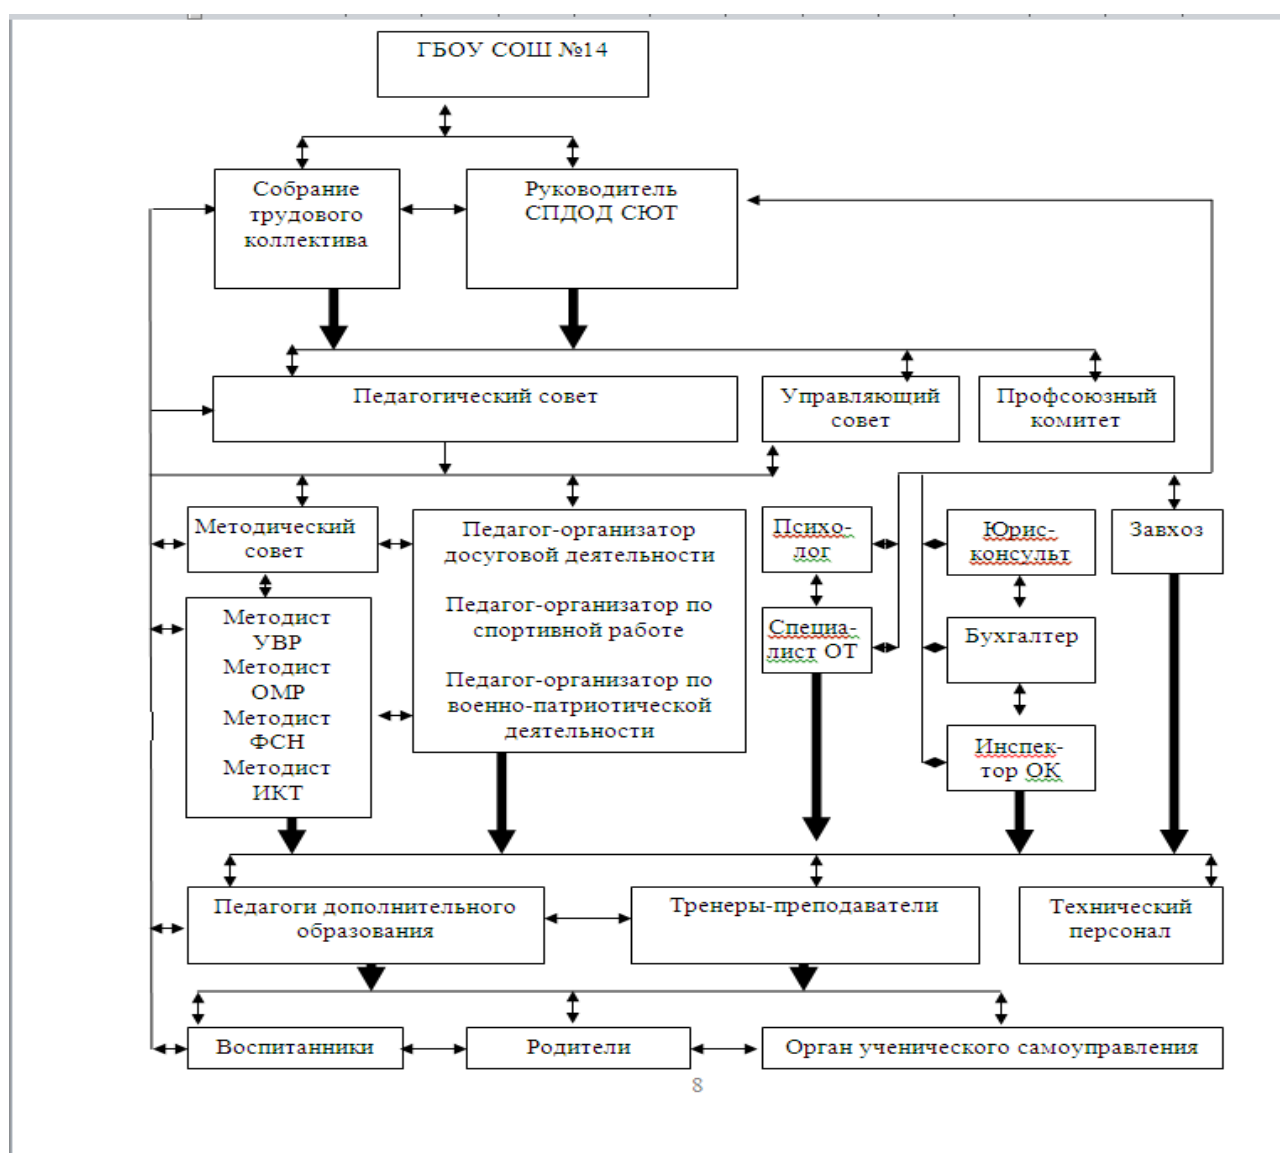 ГБОУ СОШ №14
Собрание
трудового
коллектива
Руководитель
СПДОД СЮТ
Педагогический совет
Управляющий
совет
Профсоюзный
комитет
Методический
совет
Педагог-организатор
досуговой деятельности
Педагог-организатор по
спортивной работе
Педагог-организатор по
военно-патриотической
деятельности
Психо-
лог
Юрис-
консульт
Завхоз
Методист
УВР
Методист
ОМР
Методист
ФСН
Методист
ИКТ
Специа-
лист ОТ
Бухгалтер
Инспек-
тор ОК
Педагоги дополнительного
образования
Тренеры-преподаватели
Технический
персонал
Воспитанники
Родители
Орган ученического самоуправления
8